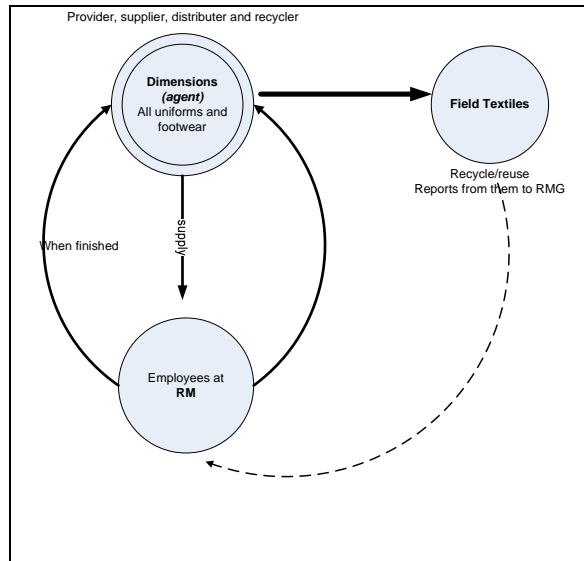 Provider, supplier, distributer and recycler
Dimensions
(agent)
All uniforms and
footwear
Field Textiles
Recycle/reuse
Reports from them to RMG
supply
When finished
Employees at
RM